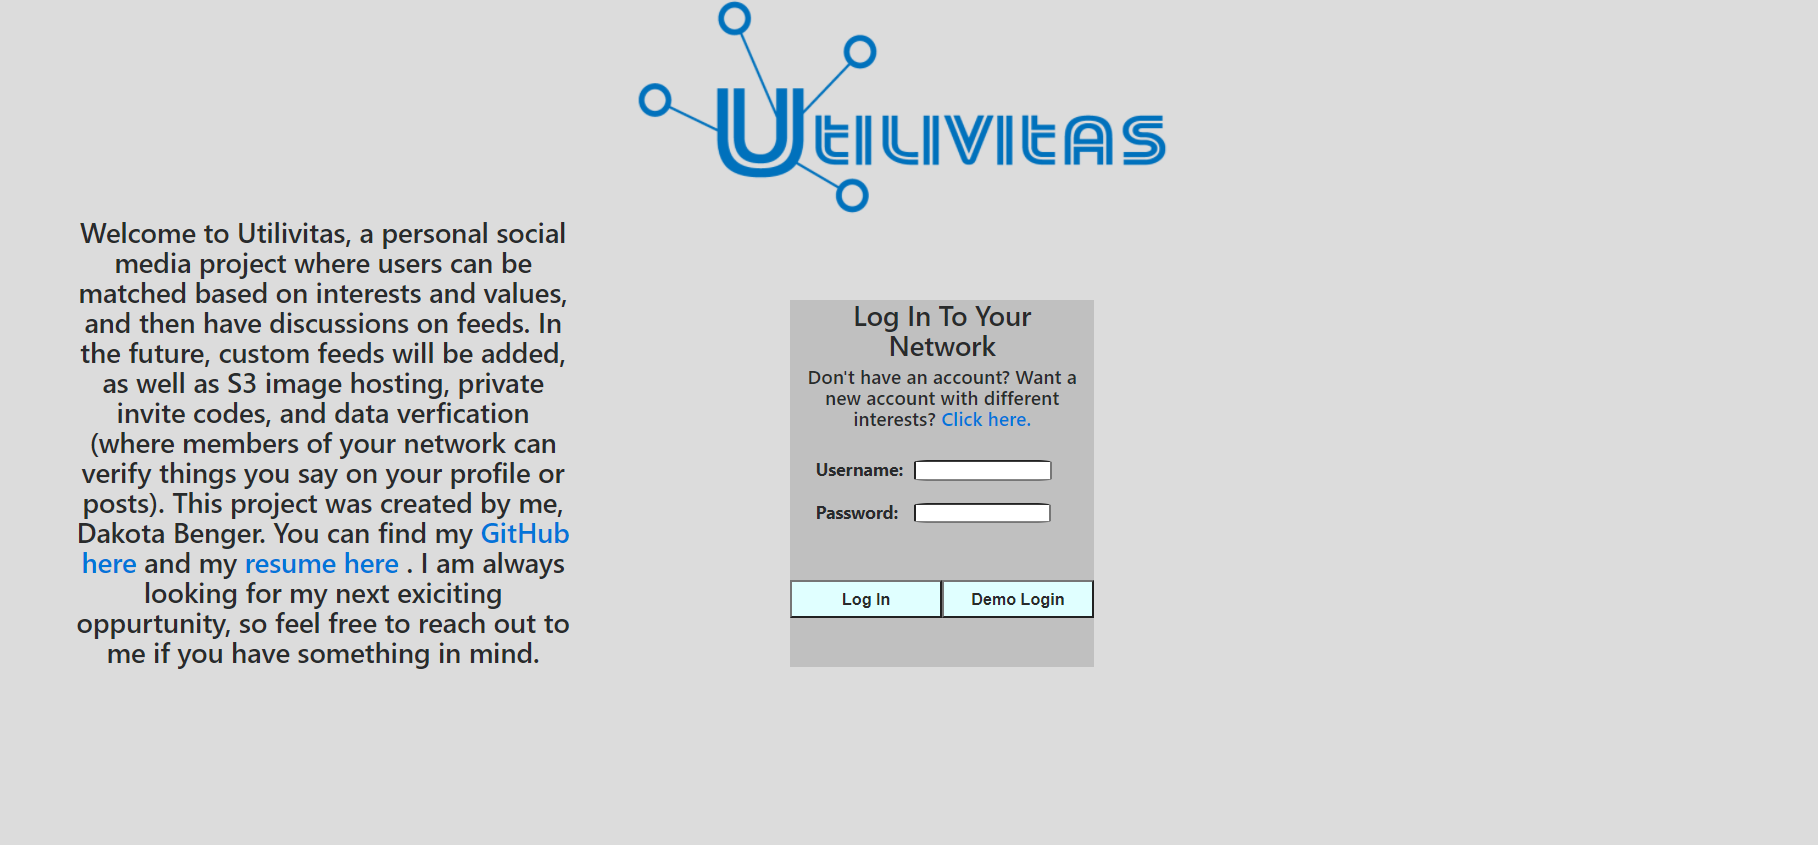 Utilivitas
Welcome to Utilivitas, a personal social
media project where users can be
matched based on interests and values,
and then have discussions on feeds. In
the future, custom feeds will be added,
as well as S3 image hosting, private
invite codes, and data verfication
(where members of your network can
verify things you say on your profile or
posts). This project was created by me,
Dakota Benger. You can find my GitHub
here and my resume here . I am always
looking for my next exiciting
oppurtunity, so feel free to reach out to
me if you have something in mind.
Log In To Your
Network
Don't have an account? Want a
new account with different
interests? Click here.
Username:
Password:
Log In Demo Login